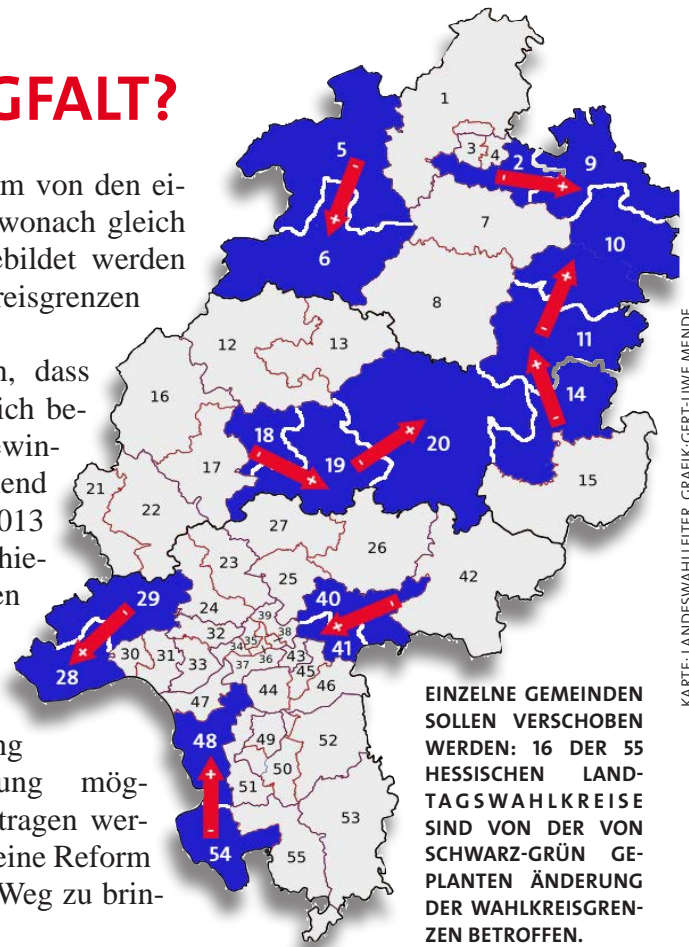 GFALT?
m von den ei-
wonach gleich
ebildet werden
reisgrenzen
n, dass
ich be-
ewin-
end
013
hie-
en
ng
ung mög-
tragen wer-
eine Reform
Weg zu brin-
1
3
4
2
9
5
7
10
6
8
11
12
13
14
16
18
20
19
17
15
21
22
27
26
42
23
25
29
24
40
39
32
35
38
34
41
30
31
33
37
36
43
45
28
46
47
44
48
49
52
50
51
53
54
55
EINZELNE GEMEINDEN
SOLLEN VERSCHOBEN
WERDEN: 16 DER 55
HESSISCHEN LAND-
TAGSWAHLKREISE
SIND VON DER VON
SCHWARZ-GRÜN GE-
PLANTEN ÄNDERUNG
DER WAHLKREISGREN-
ZEN BETROFFEN.
KARTE: LANDESWAHLLEITER, GRAFIK:GERT-UWE MENDE